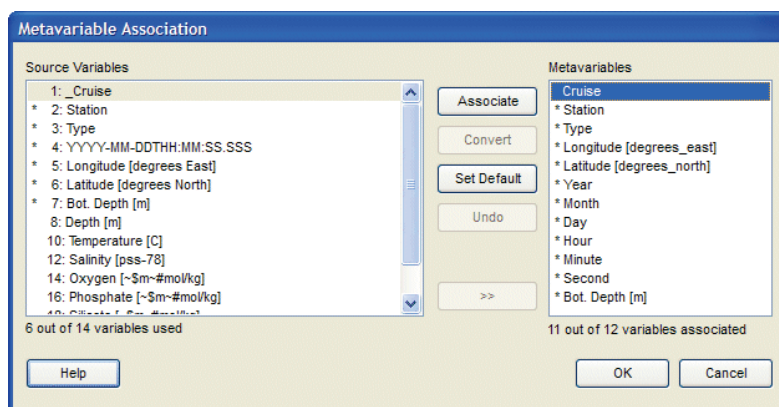 Metavariable Association
Source Variables
1: _Cruise
* 2: Station
* 3: Type
* 4: YYYY-MM-DDTHH:MM:SS.SSS
* 5: Longitude [degrees East]
* 6: Latitude [degrees North]
* 7: Bot. Depth [m]
8: Depth [m]
10: Temperature [C]
12: Salinity [pss-78]
14: Oxygen [~$m~#mol/kg]
16: Phosphate [~$m~#mol/kg]
6 out of 14 variables used
Associate
Convert
Set Default
Undo
>>
Metavariables
Cruise
* Station
* Type
* Longitude [degrees_east]
* Latitude [degrees_north]
* Year
* Month
* Day
* Hour
* Minute
* Second
* Bot. Depth [m]
11 out of 12 variables associated
Help
OK
Cancel